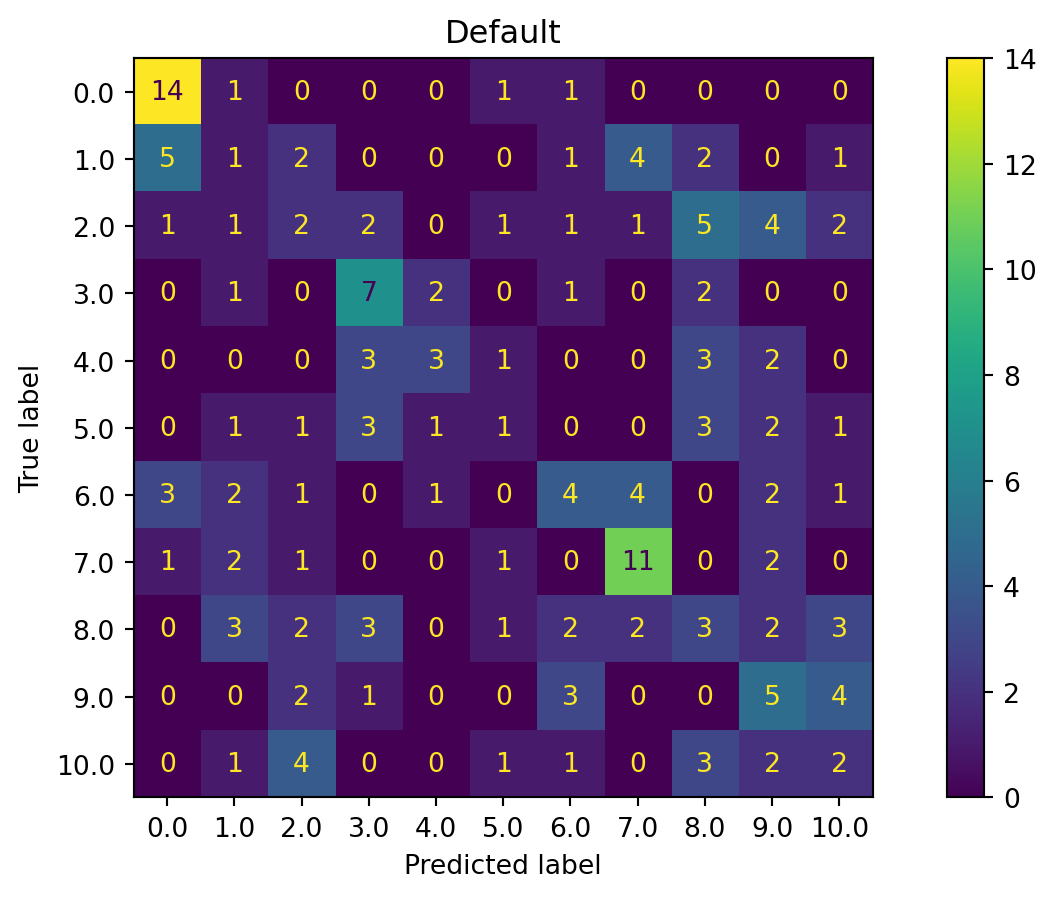 Default
0.0 14 1 0 0 0 1 1 0 0 0 0
1.0 5 1 2 0 0 0 1 4 2 0 1
2.0 1 1 2 2 0 1 1 1 5 4 2
3.0 0 1 0 7 2 0 1 0 2 0 0
4.0 0 0 0 3 3 1 0 0 3 2 0
5.0 0 1 1 3 1 1 0 0 3 2 1
6.0 3 2 1 0 1 0 4 4 0 2 1
7.0 1 2 1 0 0 1 0 11 0 2 0
8.0 0 3 2 3 0 1 2 2 3 2 3
9.0 0 0 2 1 0 0 3 0 0 5 4
10.0 0 1 4 0 0 1 1 0 3 2 2
0.0 1.0 2.0 3.0 4.0 5.0 6.0 7.0 8.0 9.0 10.0
Predicted label
True label
14
12
10
8
6
4
2
0